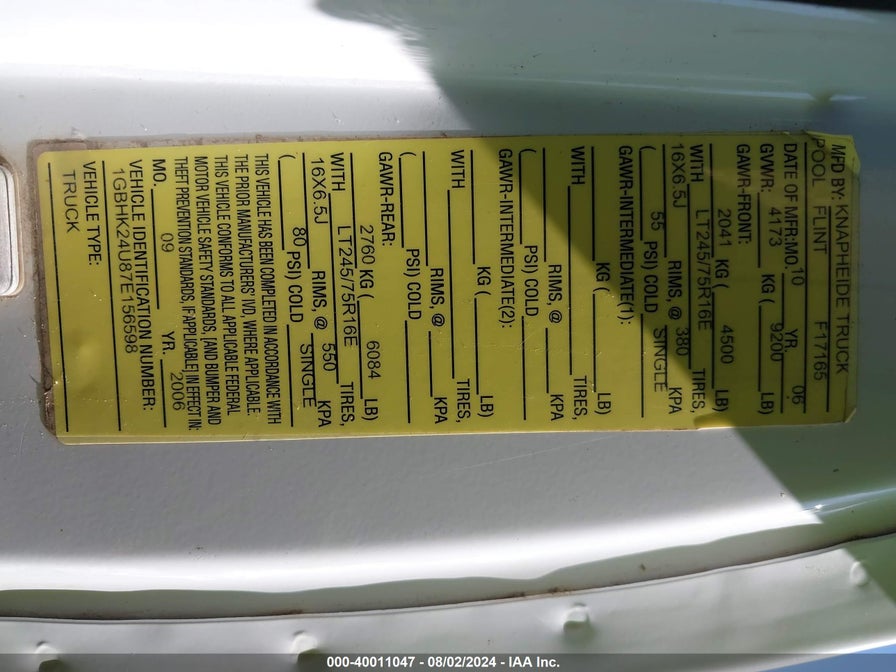 MFD BY: KNAPHEIDE TRUCK
POOL FLINT F17165
DATE OF MFR:MO. 10 YR. 06
GVWR: 4173 KG ( 9200 LB)
GAWR-FRONT:
2041 KG ( 4500 LB)
WITH LT245/75R16E TIRES,
16X6.5J RIMS, @ 380 KPA
( 55 PSI) COLD SINGLE
GAWR-INTERMEDIATE(1):
KG ( LB)
WITH TIRES,
RIMS, @ KPA
( PSI) COLD
GAWR-INTERMEDIATE(2):
KG ( LB)
WITH TIRES,
RIMS, @ KPA
( PSI) COLD
GAWR-REAR:
2760 KG ( 6084 LB)
WITH LT245/75R16E TIRES,
16X6.5J RIMS, @ 550 KPA
( 80 PSI) COLD SINGLE
THIS VEHICLE HAS BEEN COMPLETED IN ACCORDANCE WITH
THE PRIOR MANUFACTURERS' IVD, WHERE APPLICABLE.
THIS VEHICLE CONFORMS TO ALL APPLICABLE FEDERAL
MOTOR VEHICLE SAFETY STANDARDS, [AND BUMPER AND
THEFT PREVENTION STANDARDS, IF APPLICABLE] IN EFFECT IN:
MO. 09 YR. 2006
VEHICLE IDENTIFICATION NUMBER:
1GBHK24U87E156598
VEHICLE TYPE:
TRUCK
000-40011047 - 08/02/2024 - IAA Inc.